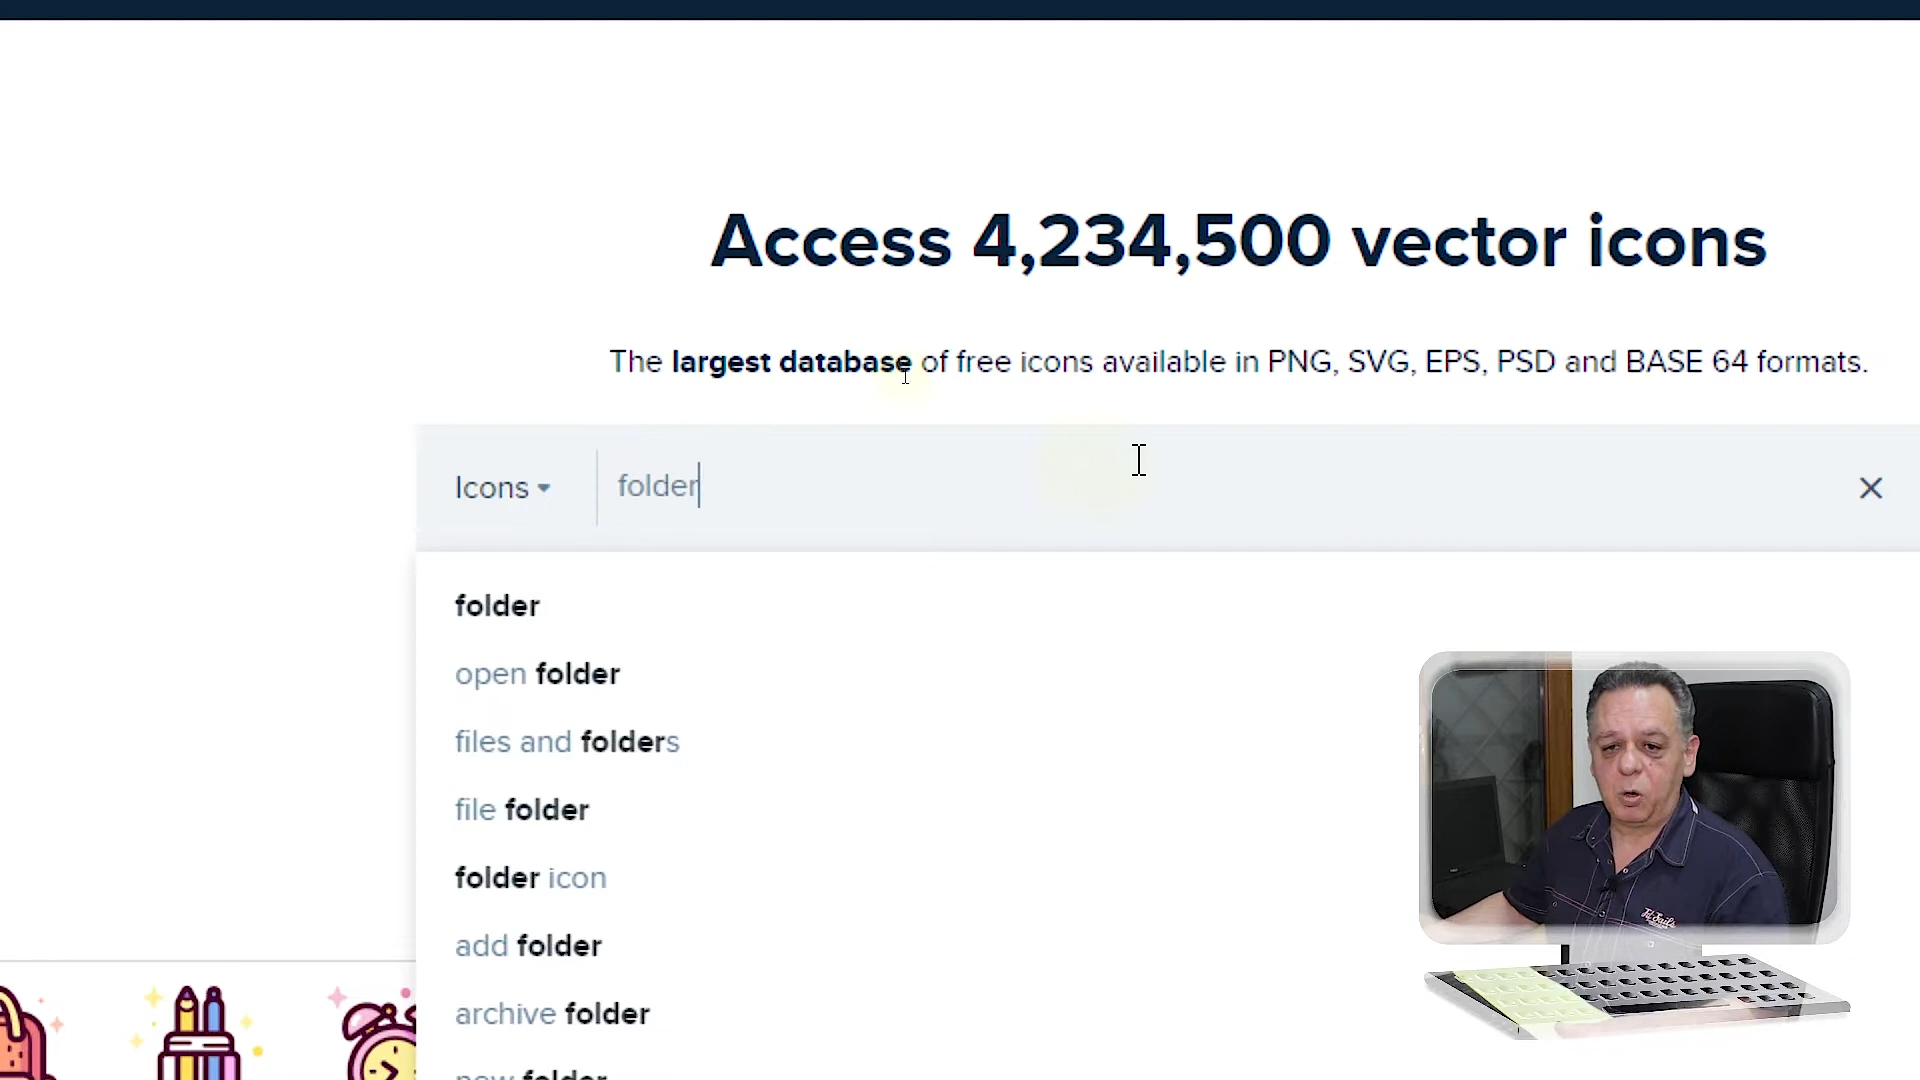 Access 4,234,500 vector icons
The largest database of free icons available in PNG, SVG, EPS, PSD and BASE 64 formats.
Icons
folder
folder
open folder
files and folders
file folder
folder icon
add folder
archive folder
new folder